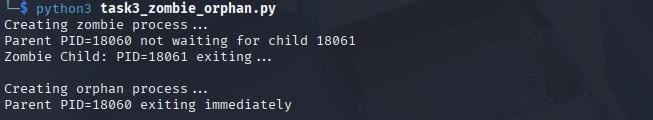 └─$ python3 task3_zombie_orphan.py
Creating zombie process...
Parent PID=18060 not waiting for child 18061
Zombie Child: PID=18061 exiting...

Creating orphan process...
Parent PID=18060 exiting immediately